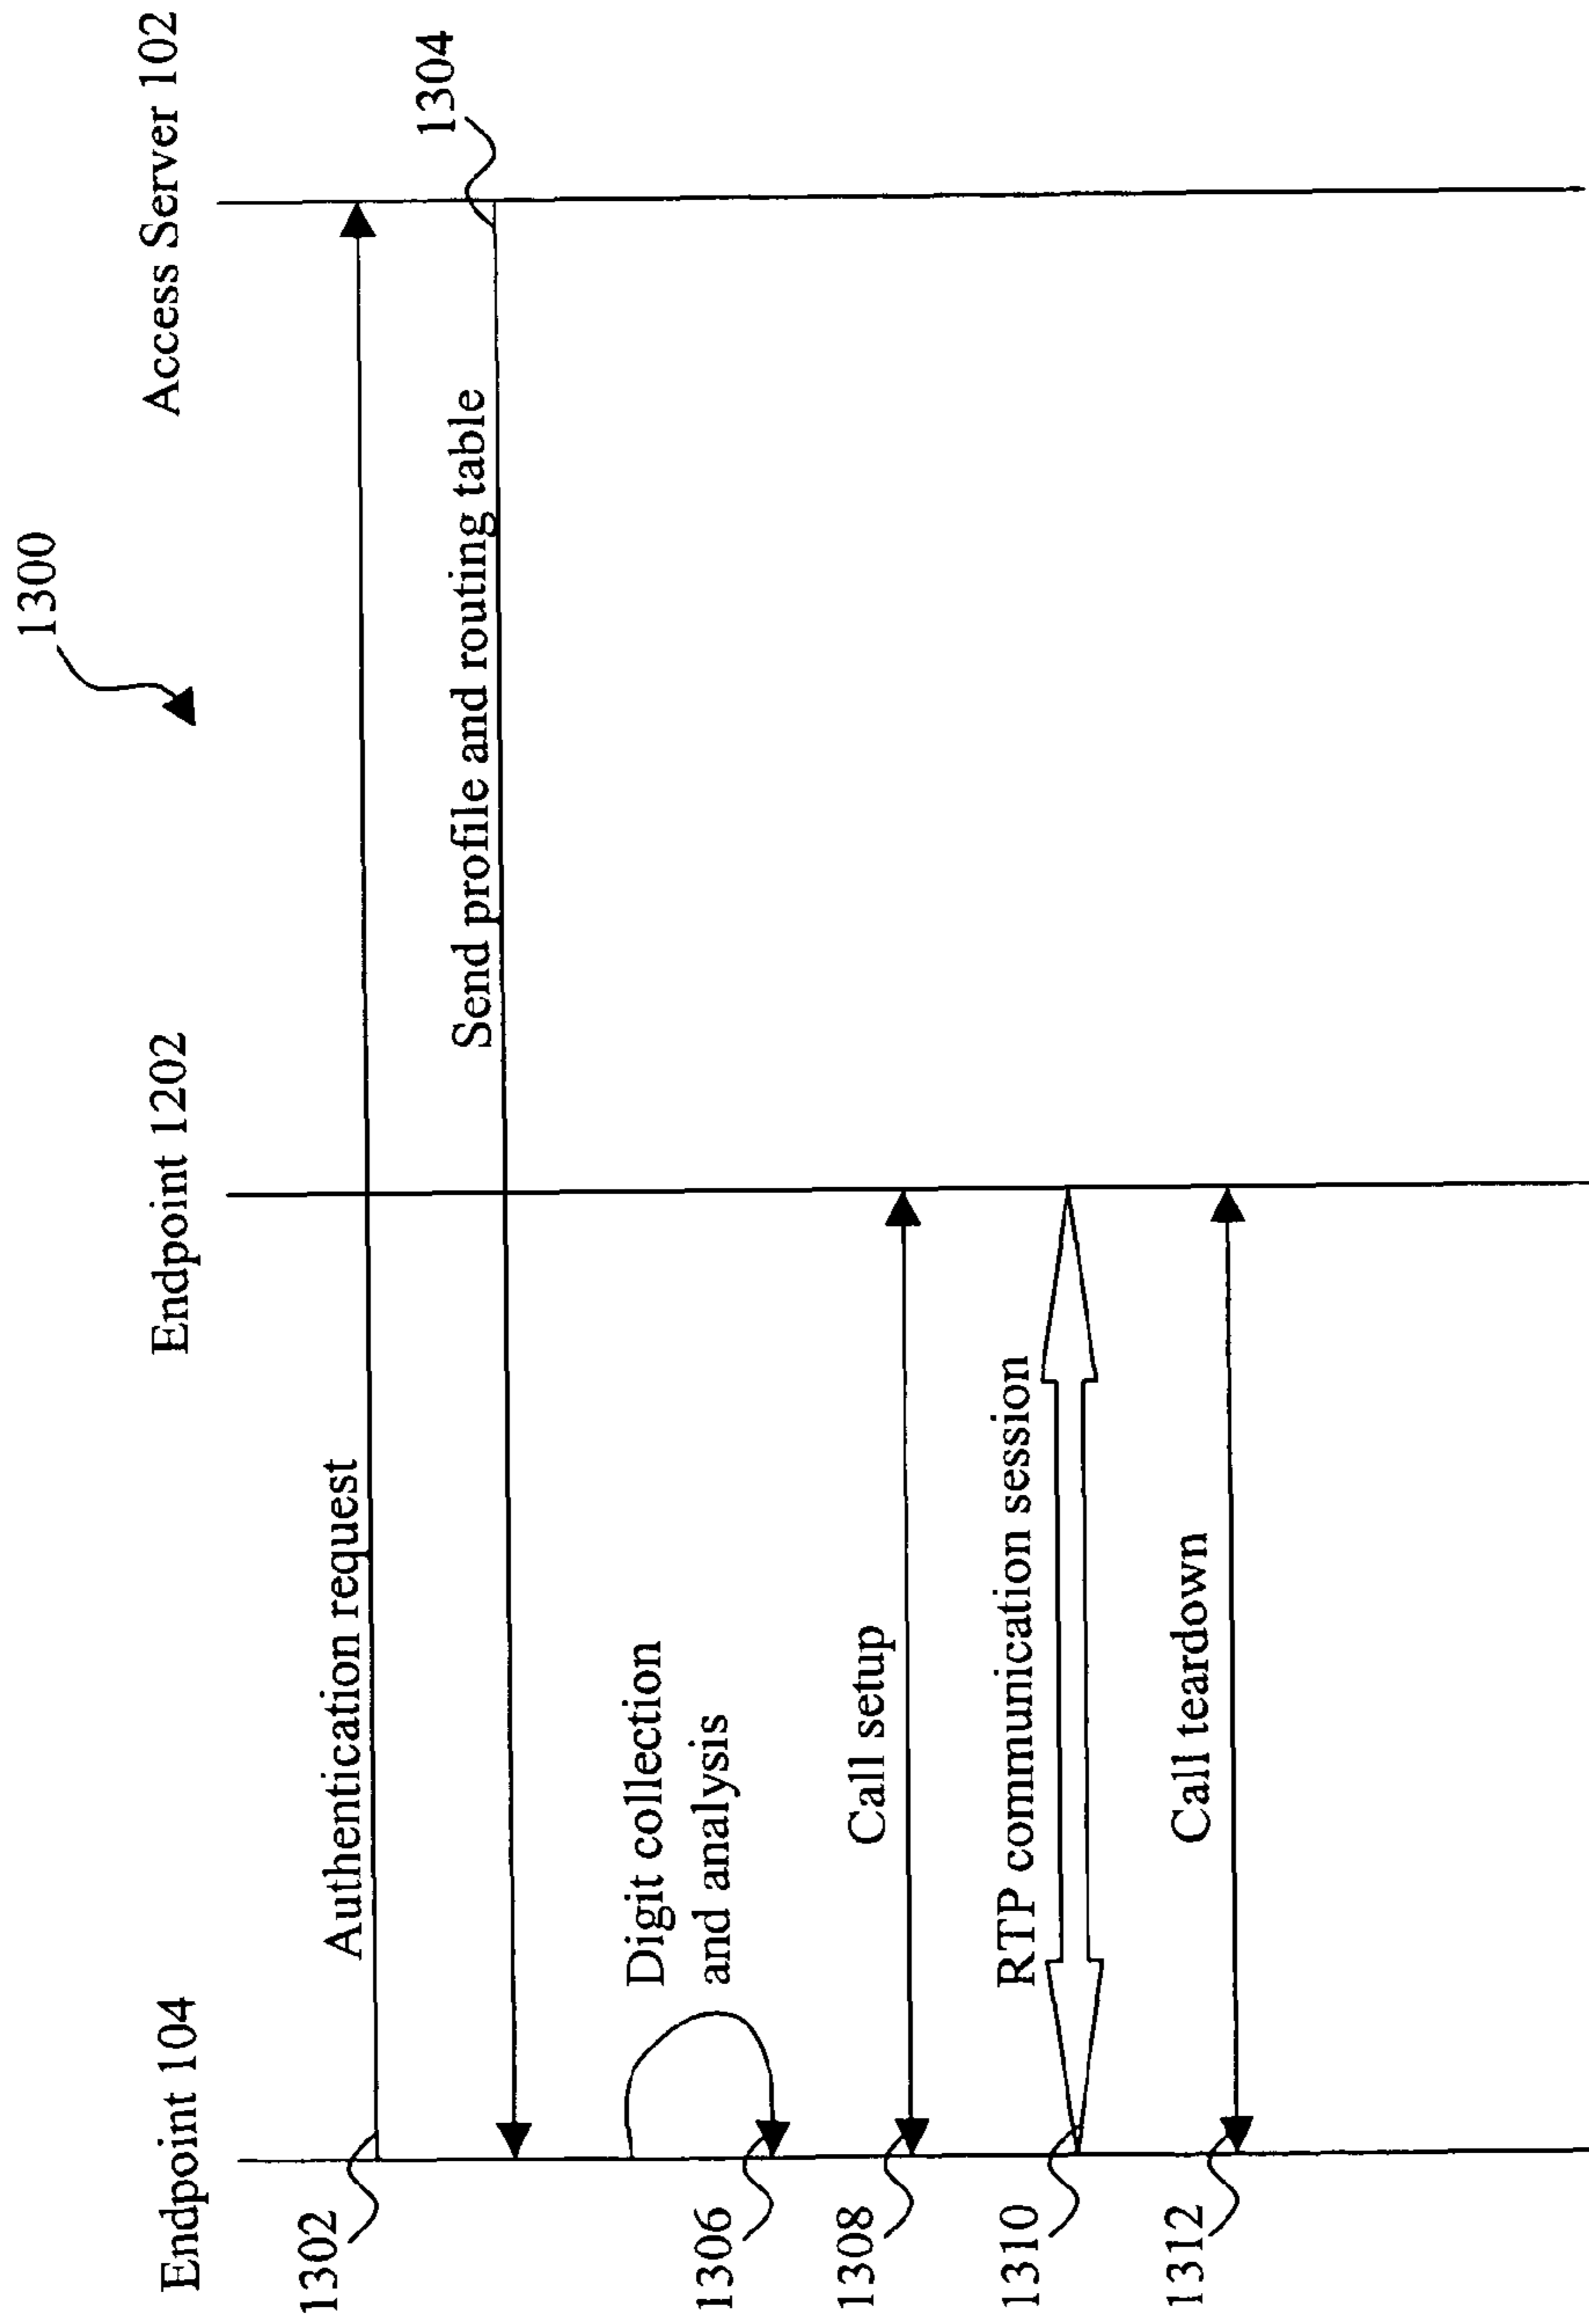 1300
Endpoint 104
Endpoint 1202
Access Server 102
1302
Authentication request
1304
Send profile and routing table
Digit collection
and analysis
1306
Call setup
1308
RTP communication session
1310
Call teardown
1312